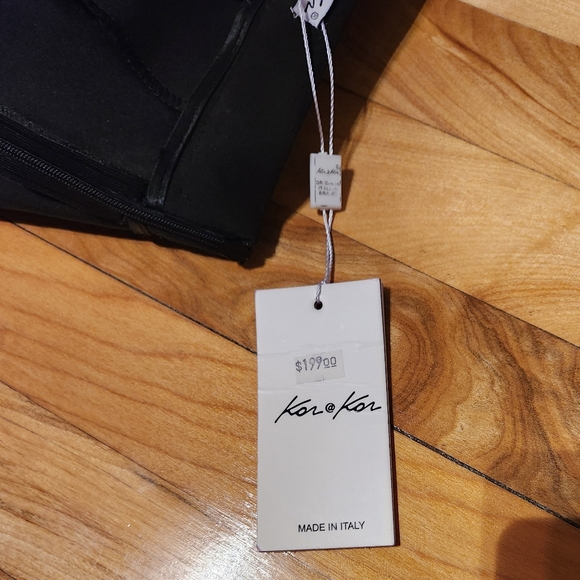 $199.00
Kor @ Kor
MADE IN ITALY